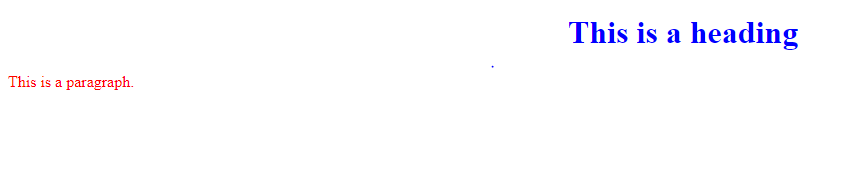 This is a heading
.
This is a paragraph.